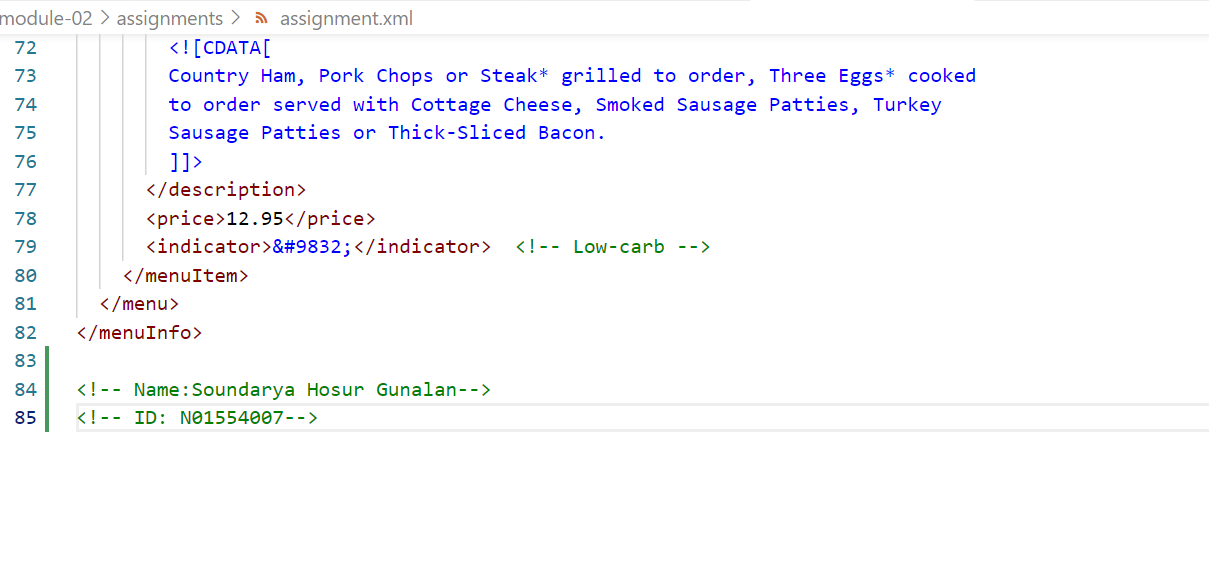 module-02 > assignments > assignment.xml
72 <![CDATA[
73 Country Ham, Pork Chops or Steak* grilled to order, Three Eggs* cooked
74 to order served with Cottage Cheese, Smoked Sausage Patties, Turkey
75 Sausage Patties or Thick-Sliced Bacon.
76 ]]>
77 </description>
78 <price>12.95</price>
79 <indicator>&#9832;</indicator>  <!-- Low-carb -->
80 </menuItem>
81 </menu>
82 </menuInfo>
83
84 <!-- Name:Soundarya Hosur Gunalan-->
85 <!-- ID: N01554007-->